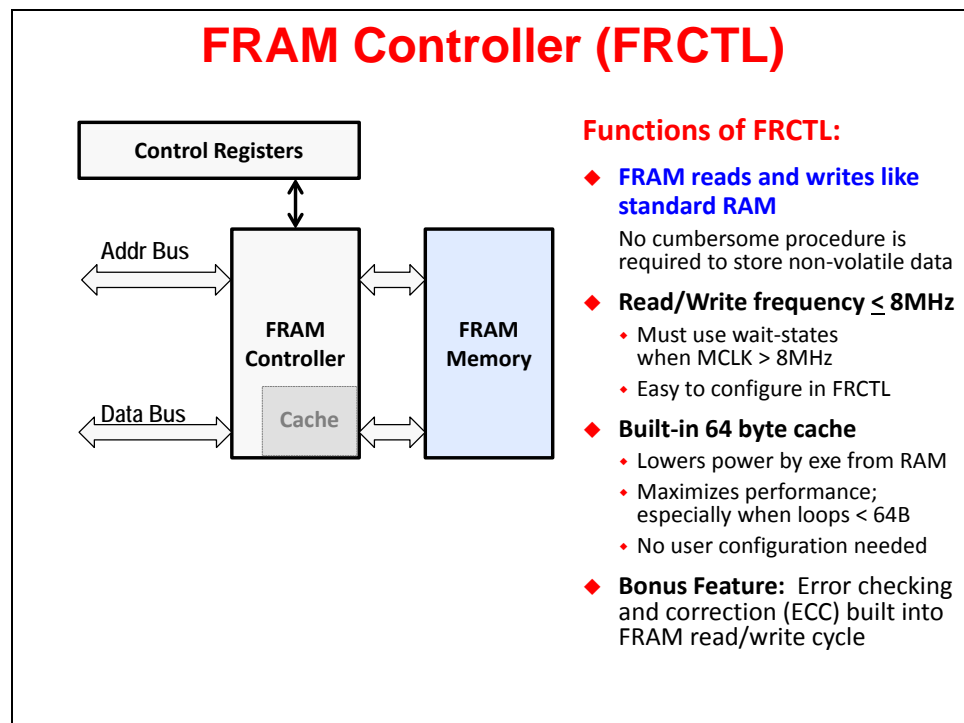 FRAM Controller (FRCTL)
Control Registers
Addr Bus
FRAM
Controller
FRAM
Memory
Data Bus
Cache
Functions of FRCTL:
FRAM reads and writes like
standard RAM
No cumbersome procedure is
required to store non-volatile data
Read/Write frequency < 8MHz
Must use wait-states
when MCLK > 8MHz
Easy to configure in FRCTL
Built-in 64 byte cache
Lowers power by exe from RAM
Maximizes performance;
especially when loops < 64B
No user configuration needed
Bonus Feature: Error checking
and correction (ECC) built into
FRAM read/write cycle